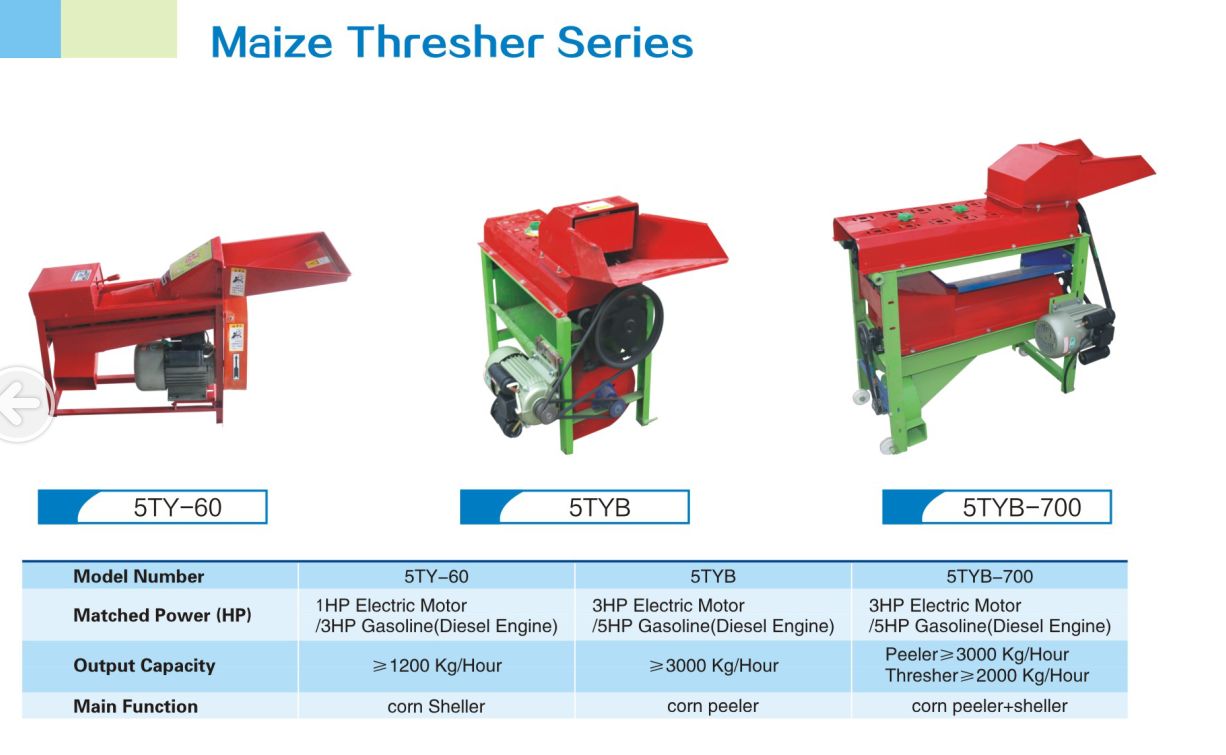 Maize Thresher Series
5TY-60
5TYB
5TYB-700
Model Number 5TY-60 5TYB 5TYB-700
Matched Power (HP)
1HP Electric Motor
/3HP Gasoline(Diesel Engine)
3HP Electric Motor
/5HP Gasoline(Diesel Engine)
3HP Electric Motor
/5HP Gasoline(Diesel Engine)
Output Capacity
≥1200 Kg/Hour
≥3000 Kg/Hour
Peeler≥3000 Kg/Hour
Thresher≥2000 Kg/Hour
Main Function corn Sheller corn peeler corn peeler+sheller